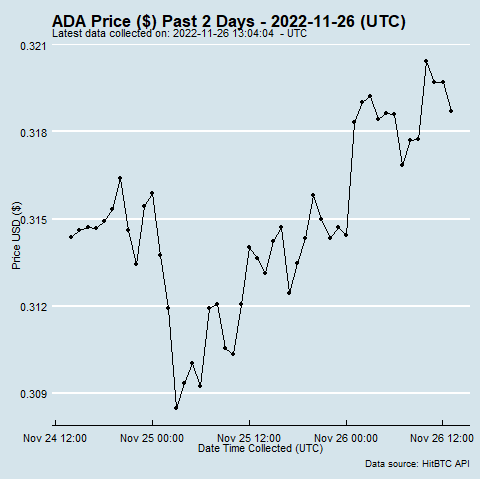 ADA Price ($) Past 2 Days - 2022-11-26 (UTC)
Latest data collected on: 2022-11-26 13:04:04  - UTC
0.321
0.318
0.315
0.312
0.309
Price USD ($)
Nov 24 12:00
Nov 25 00:00
Nov 25 12:00
Nov 26 00:00
Nov 26 12:00
Date Time Collected (UTC)
Data source: HitBTC API